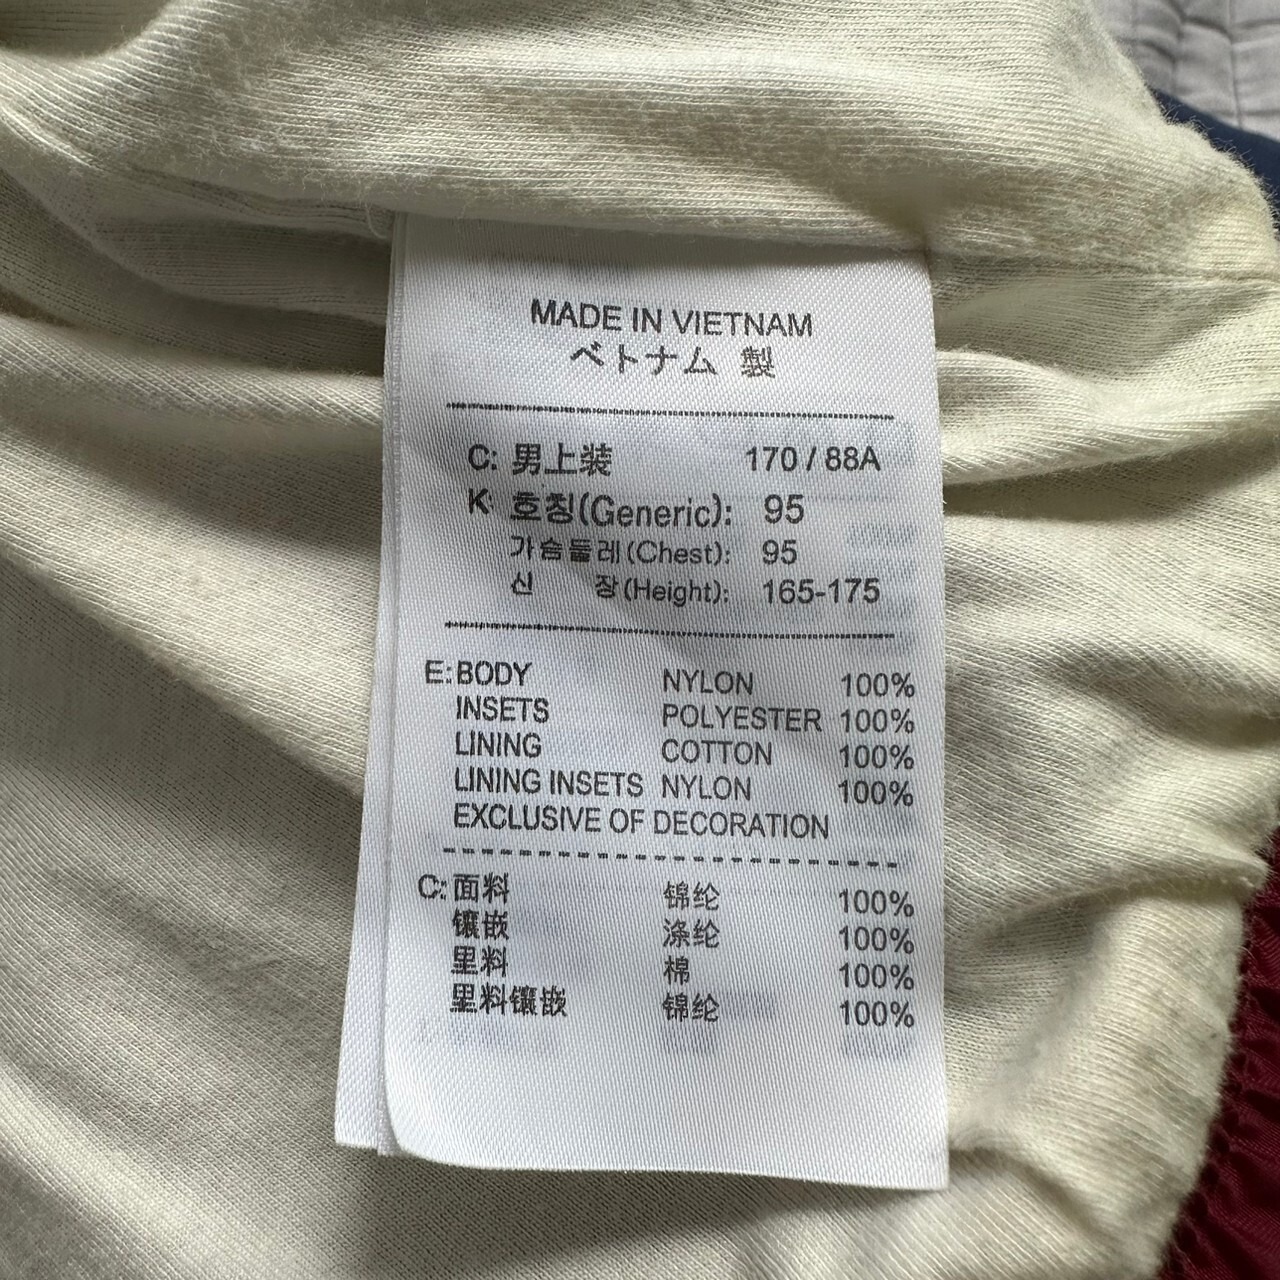 MADE IN VIETNAM
ベトナム 製
C: 男上装 170 / 88A
K: 호칭(Generic): 95
가슴둘레(Chest): 95
신 장(Height): 165-175
E: BODY NYLON 100%
INSETS POLYESTER 100%
LINING COTTON 100%
LINING INSETS NYLON 100%
EXCLUSIVE OF DECORATION
C: 面料 锦纶 100%
镶嵌 涤纶 100%
里料 棉 100%
里料镶嵌 锦纶 100%